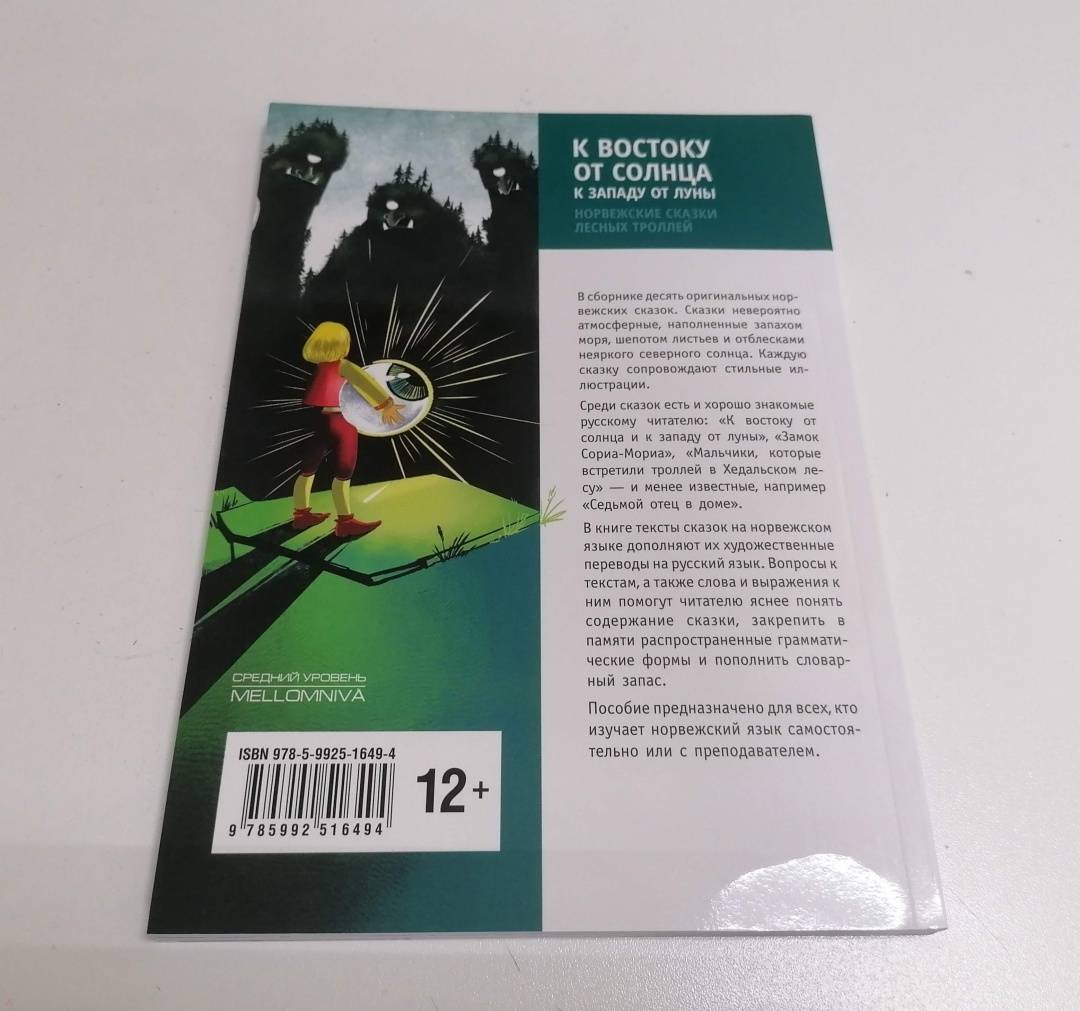 К ВОСТОКУ
ОТ СОЛНЦА
К ЗАПАДУ ОТ ЛУНЫ
НОРВЕЖСКИЕ СКАЗКИ
ЛЕСНЫХ ТРОЛЛЕЙ
В сборнике десять оригинальных нор-
вежских сказок. Сказки невероятно
атмосферные, наполненные запахом
моря, шепотом листьев и отблесками
неяркого северного солнца. Каждую
сказку сопровождают стильные ил-
люстрации.
Среди сказок есть и хорошо знакомые
русскому читателю: «К востоку от
солнца и к западу от луны», «Замок
Сориа-Мориа», «Мальчики, которые
встретили троллей в Хедальском ле-
су» — и менее известные, например
«Седьмой отец в доме».
В книге тексты сказок на норвежском
языке дополняют их художественные
переводы на русский язык. Вопросы к
текстам, а также слова и выражения к
ним помогут читателю яснее понять
содержание сказки, закрепить в
памяти распространенные граммати-
ческие формы и пополнить словар-
ный запас.
Пособие предназначено для всех, кто
изучает норвежский язык самостоя-
тельно или с преподавателем.
СРЕДНИЙ УРОВЕНЬ
MELLOMNIVÅ
ISBN 978-5-9925-1649-4
9 785992 516494
12+